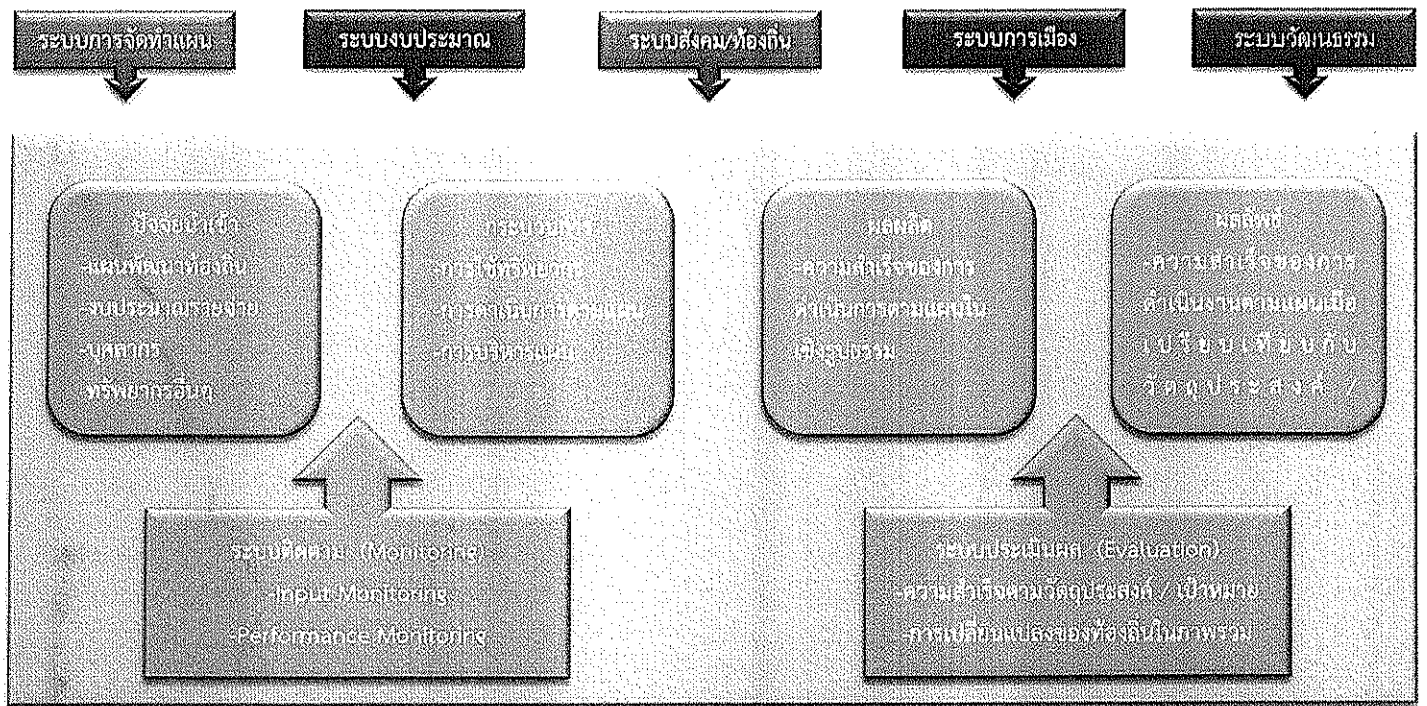 ระบบการจัดทำแผน
ระบบงบประมาณ
ระบบสังคม/ท้องถิ่น
ระบบการเมือง
ระบบวัฒนธรรม
ปัจจัยนำเข้า
-แผนพัฒนาท้องถิ่น
-งบประมาณรายจ่าย
-บุคลากร
ทรัพยากรอื่นๆ
กระบวนการ
-การใช้ทรัพยากร
-การดำเนินการตามแผน
-การบริหารแผน
ผลผลิต
-ความสำเร็จของการ
ดำเนินการตามแผนใน
เชิงรูปธรรม
ผลลัพธ์
-ความสำเร็จของการ
ดำเนินงานตามแผนเมื่อ
เปรียบเทียบกับ
วัตถุประสงค์ /
ระบบติดตาม (Monitoring)
-Input Monitoring
-Performance Monitoring
ระบบประเมินผล (Evaluation)
-ความสำเร็จตามวัตถุประสงค์ / เป้าหมาย
-การเปลี่ยนแปลงของท้องถิ่นในภาพรวม